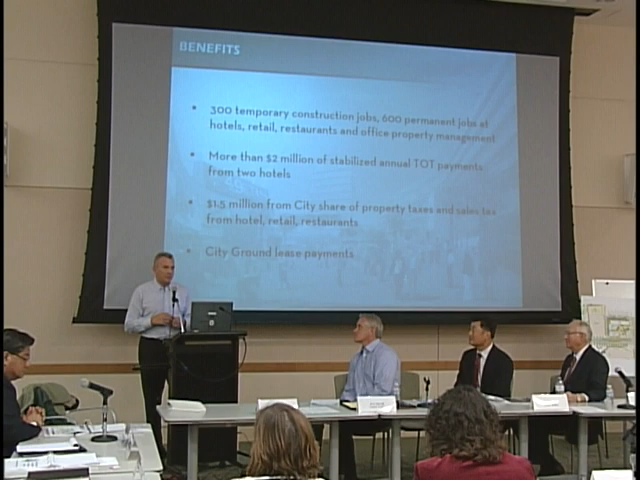 BENEFITS
• 300 temporary construction jobs, 600 permanent jobs at
hotels, retail, restaurants and office property management
• More than $2 million of stabilized annual TOT payments
from two hotels
• $1.5 million from City share of property taxes and sales tax
from hotel, retail, restaurants
• City Ground lease payments